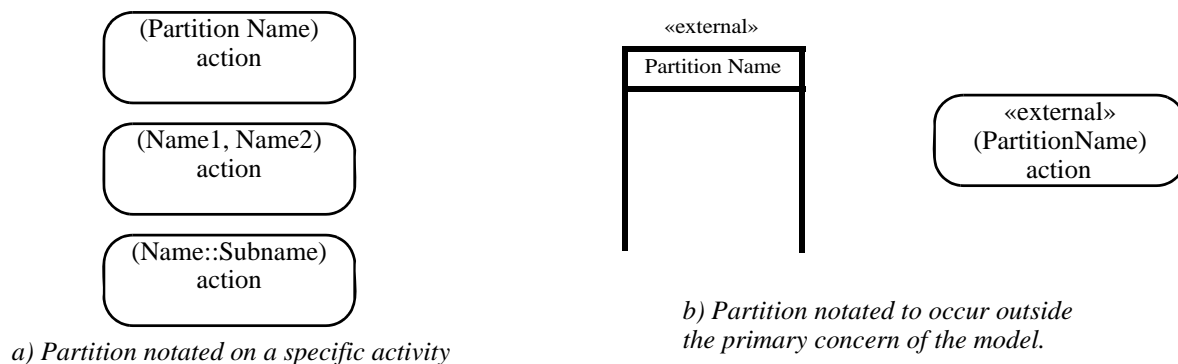 (Partition Name)
action
(Name1, Name2)
action
(Name::Subname)
action
a) Partition notated on a specific activity
«external»
Partition Name
«external»
(PartitionName)
action
b) Partition notated to occur outside
the primary concern of the model.